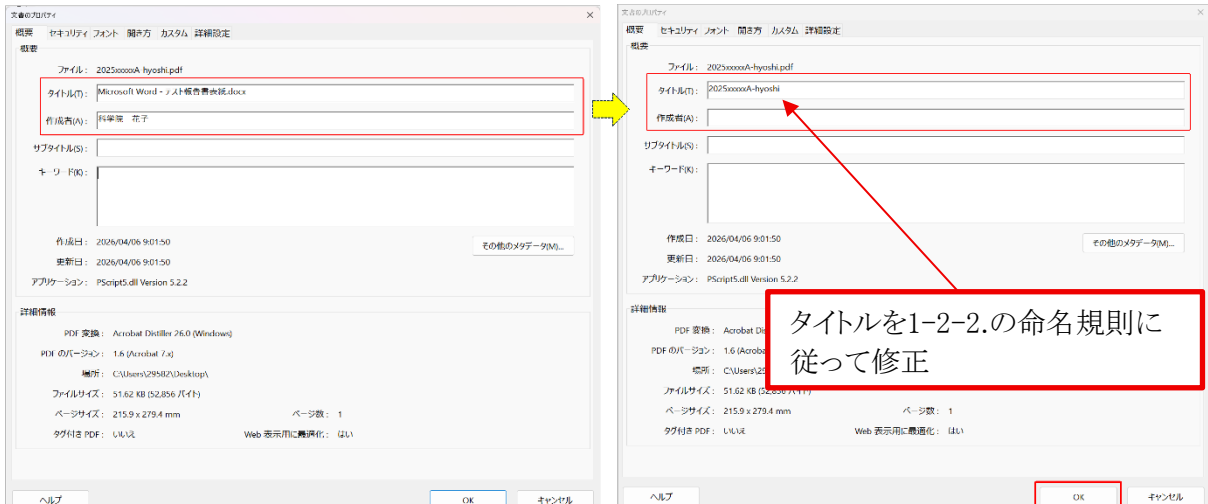 文書のプロパティ
概要 セキュリティ フォント 開き方 カスタム 詳細設定
概要
ファイル： 2025xxxxxA-hyoshi.pdf
タイトル(T)： Microsoft Word - テスト報告書表紙.docx
作成者(A)： 科学院 花子
サブタイトル(S)：
キーワード(K)：
作成日： 2026/04/06 9:01:50
その他のメタデータ(M)...
更新日： 2026/04/06 9:01:50
アプリケーション： PScript5.dll Version 5.2.2
詳細情報
PDF 変換： Acrobat Distiller 26.0 (Windows)
PDF のバージョン： 1.6 (Acrobat 7.x)
場所： C:\Users\29582\Desktop\
ファイルサイズ： 51.62 KB (52,856 バイト)
ページサイズ： 215.9 x 279.4 mm ページ数： 1
タグ付き PDF： いいえ Web 表示用に最適化： はい
ヘルプ OK キャンセル
文書のプロパティ
概要 セキュリティ フォント 開き方 カスタム 詳細設定
概要
ファイル： 2025xxxxxA-hyoshi.pdf
タイトル(T)： 2025xxxxxA-hyoshi
作成者(A)：
サブタイトル(S)：
キーワード(K)：
作成日： 2026/04/06 9:01:50
その他のメタデータ(M)...
更新日： 2026/04/06 9:01:50
アプリケーション： PScript5.dll Version 5.2.2
詳細情報
PDF 変換： Acrobat Di
PDF のバージョン： 1.6 (Acroba
場所： C:\Users\29
ファイルサイズ： 51.62 KB (52,856 バイト)
ページサイズ： 215.9 x 279.4 mm ページ数： 1
タグ付き PDF： いいえ Web 表示用に最適化： はい
タイトルを1-2-2.の命名規則に
従って修正
ヘルプ OK キャンセル